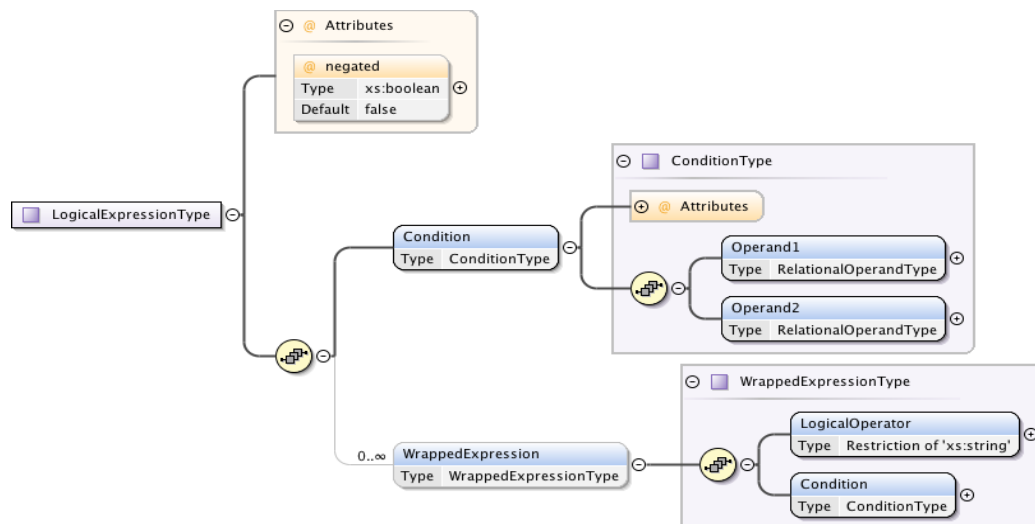 @ Attributes
@ negated
Type xs:boolean
Default false
ConditionType
LogicalExpressionType
@ Attributes
Condition
Type ConditionType
Operand1
Type RelationalOperandType
Operand2
Type RelationalOperandType
WrappedExpressionType
LogicalOperator
Type Restriction of 'xs:string'
0..∞
WrappedExpression
Type WrappedExpressionType
Condition
Type ConditionType